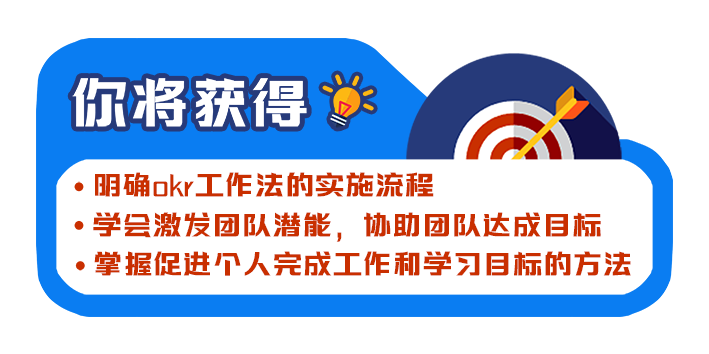 你将获得
• 明确okr工作法的实施流程
• 学会激发团队潜能，协助团队达成目标
• 掌握促进个人完成工作和学习目标的方法